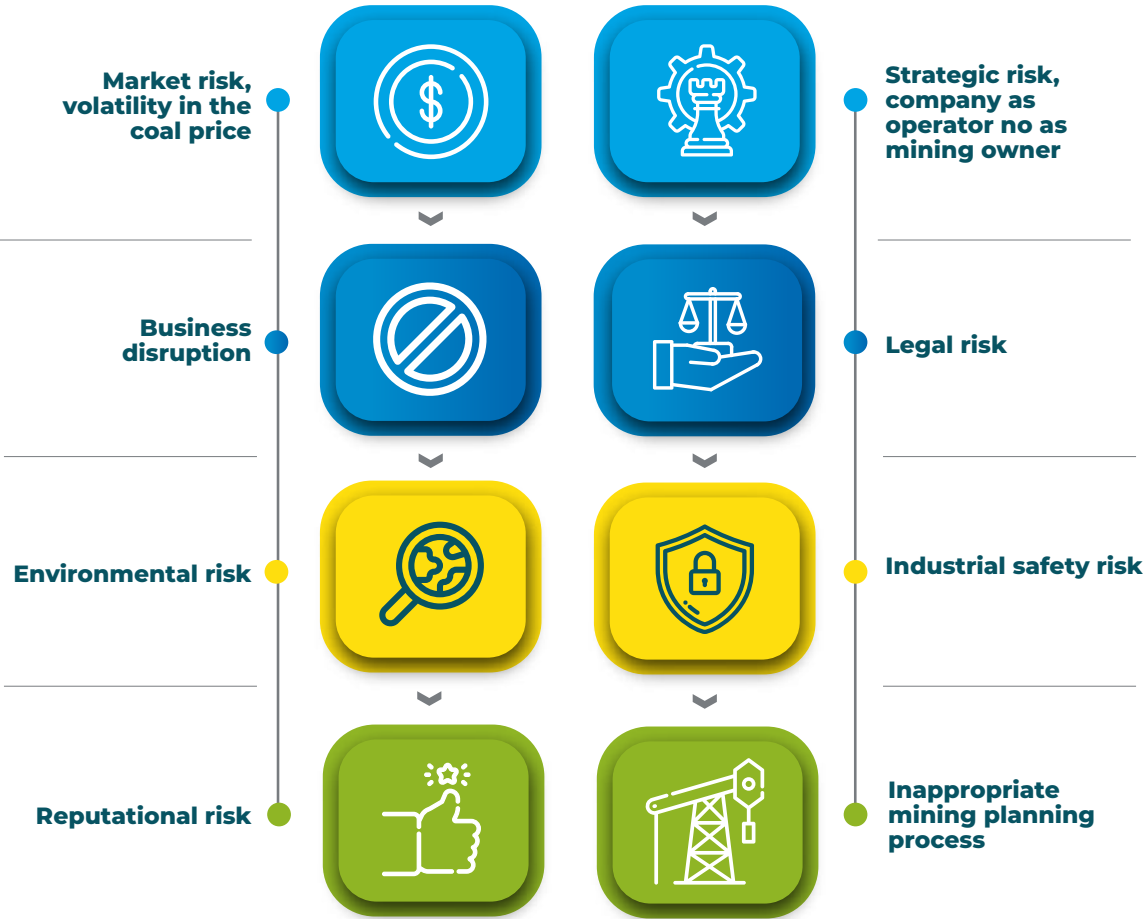 Market risk,
volatility in the
coal price
Strategic risk,
company as
operator no as
mining owner
Business
disruption
Legal risk
Environmental risk
Industrial safety risk
Reputational risk
Inappropriate
mining planning
process
$